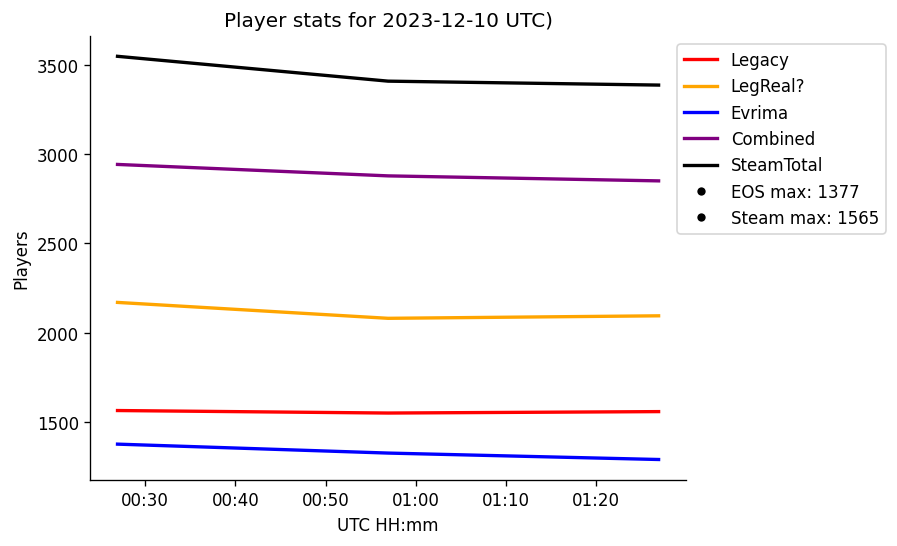 Player stats for 2023-12-10 UTC)
Players
3500
3000
2500
2000
1500
00:30
00:40
00:50
01:00
01:10
01:20
UTC HH:mm
Legacy
LegReal?
Evrima
Combined
SteamTotal
EOS max: 1377
Steam max: 1565